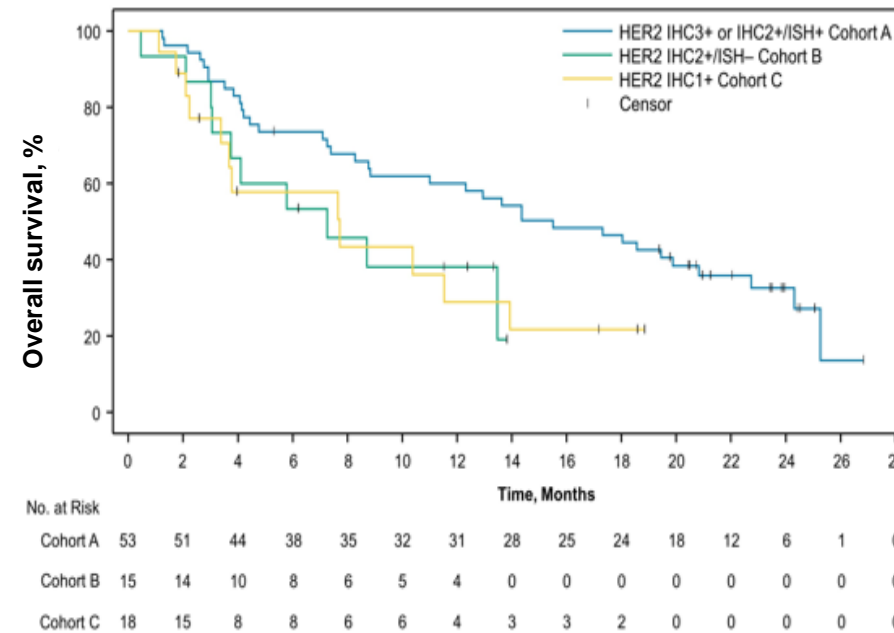 HER2 IHC3+ or IHC2+/ISH+ Cohort A
HER2 IHC2+/ISH– Cohort B
HER2 IHC1+ Cohort C
Censor
Overall survival, %
100
80
60
40
20
0
0 2 4 6 8 10 12 14 16 18 20 22 24 26
Time, Months
No. at Risk
Cohort A 53 51 44 38 35 32 31 28 25 24 18 12 6 1
Cohort B 15 14 10 8 6 5 4 0 0 0 0 0 0 0
Cohort C 18 15 8 8 6 6 4 3 3 2 0 0 0 0